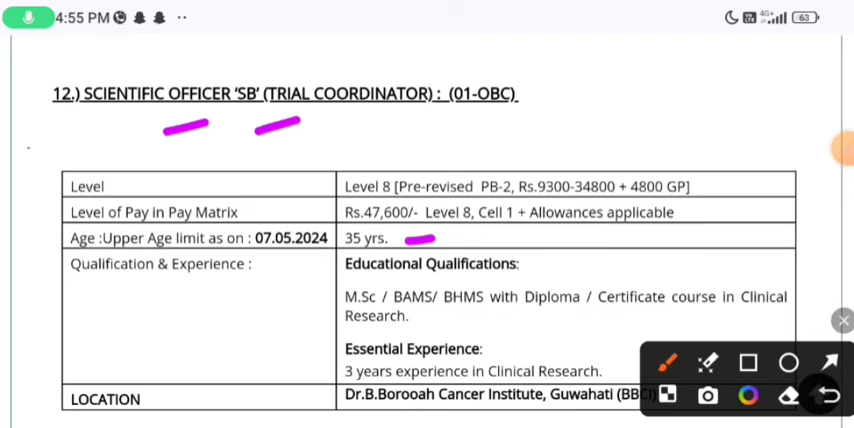 4:55 PM
4G+
63
12.) SCIENTIFIC OFFICER 'SB' (TRIAL COORDINATOR) : (01-OBC)
Level
Level 8 [Pre-revised PB-2, Rs.9300-34800 + 4800 GP]
Level of Pay in Pay Matrix
Rs.47,600/- Level 8, Cell 1 + Allowances applicable
Age :Upper Age limit as on : 07.05.2024
35 yrs.
Qualification & Experience :
Educational Qualifications:
M.Sc / BAMS/ BHMS with Diploma / Certificate course in Clinical
Research.
Essential Experience:
3 years experience in Clinical Research.
LOCATION
Dr.B.Borooah Cancer Institute, Guwahati (BBCI)